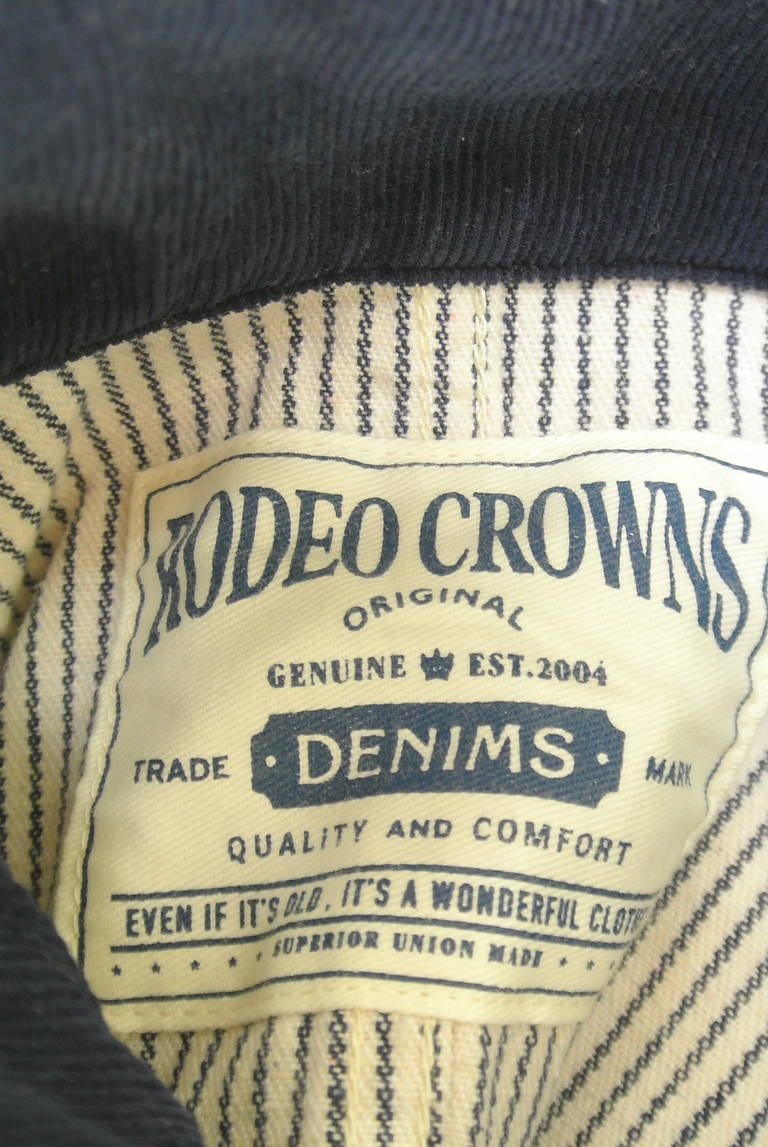 RODEO CROWNS
ORIGINAL
GENUINE EST.2004
TRADE · DENIMS · MARK
QUALITY AND COMFORT
EVEN IF IT'S OLD, IT'S A WONDERFUL
SUPERIOR UNION MADE